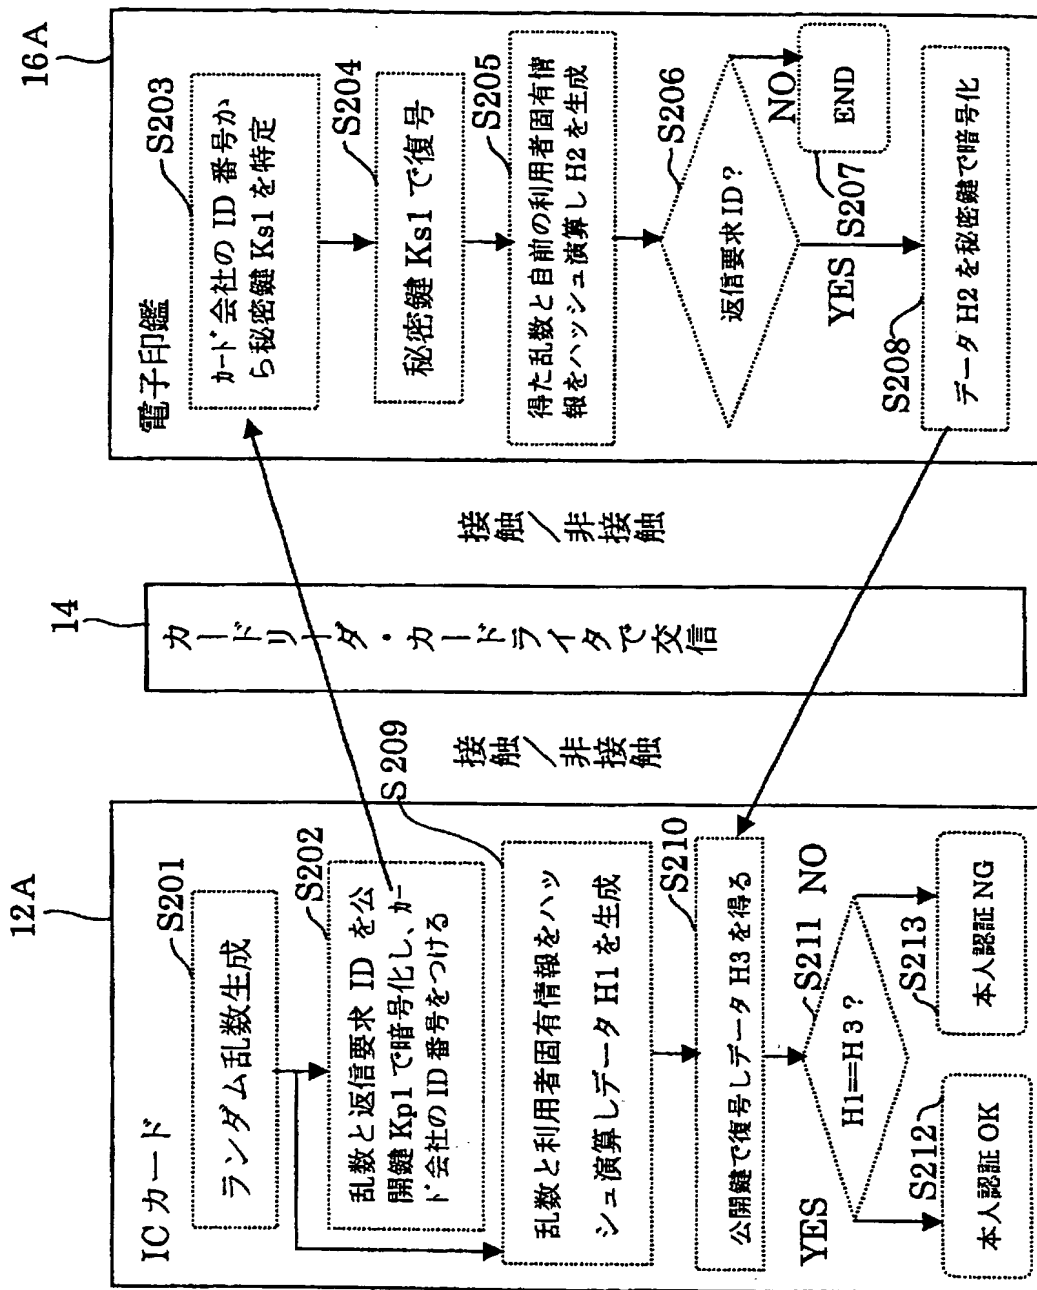 12A
IC カード
S201
ランダム乱数生成
S202
乱数と返信要求 ID を公
開鍵 Kp1 で暗号化し、ｶｰ
ﾄﾞ会社の ID 番号をつける
S 209
乱数と利用者固有情報をハッ
シュ演算しデータ H1 を生成
S210
公開鍵で復号しデータ H3 を得る
S211
H1==H3 ?
YES
NO
S212
本人認証 OK
S213
本人認証 NG
接触／非接触
14
カードリーダ・カードライタで交信
接触／非接触
16A
電子印鑑
S203
ｶｰﾄﾞ会社の ID 番号か
ら秘密鍵 Ks1 を特定
S204
秘密鍵 Ks1 で復号
S205
得た乱数と自前の利用者固有情
報をハッシュ演算し H2 を生成
S206
返信要求 ID ?
NO
END
S207
YES
S208
データ H2 を秘密鍵で暗号化